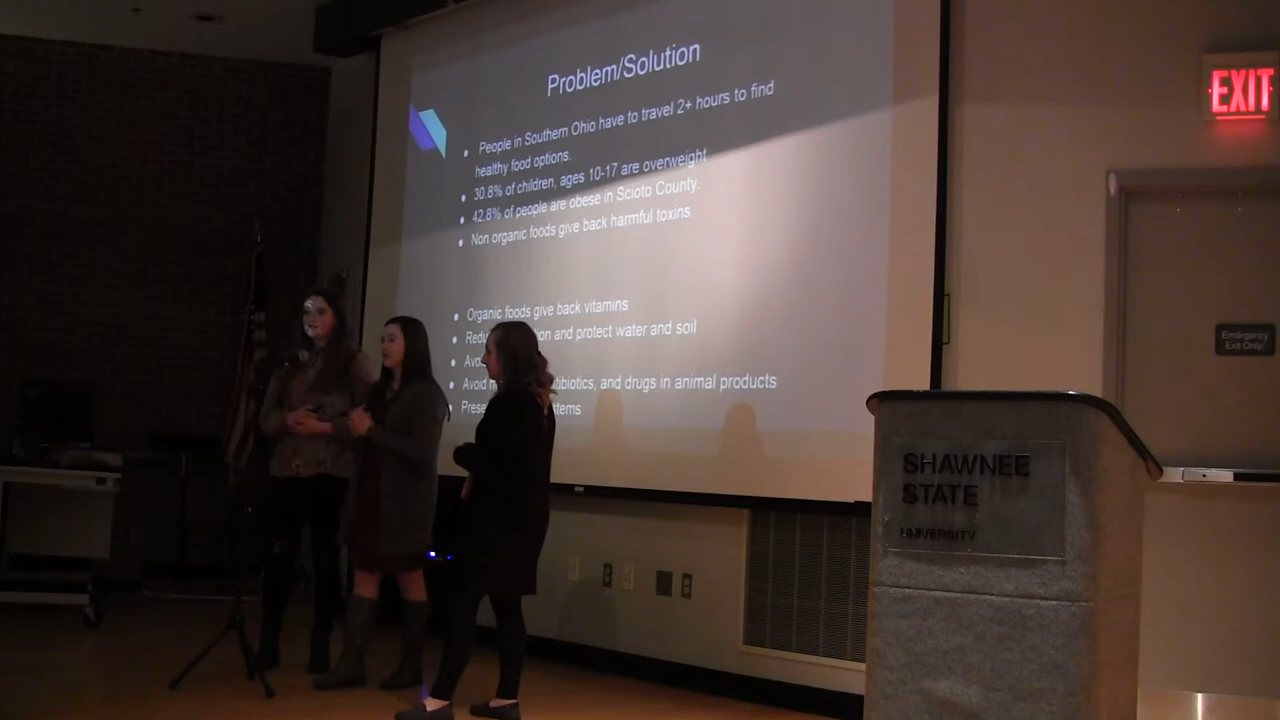 Problem/Solution
People in Southern Ohio have to travel 2+ hours to find
healthy food options.
30.8% of children, ages 10-17 are overweight
42.8% of people are obese in Scioto County.
Non organic foods give back harmful toxins
Organic foods give back vitamins
and protect water and soil
and drugs in animal products
EXIT
Emergency
Exit Only!
SHAWNEE
STATE
UNIVERSITY